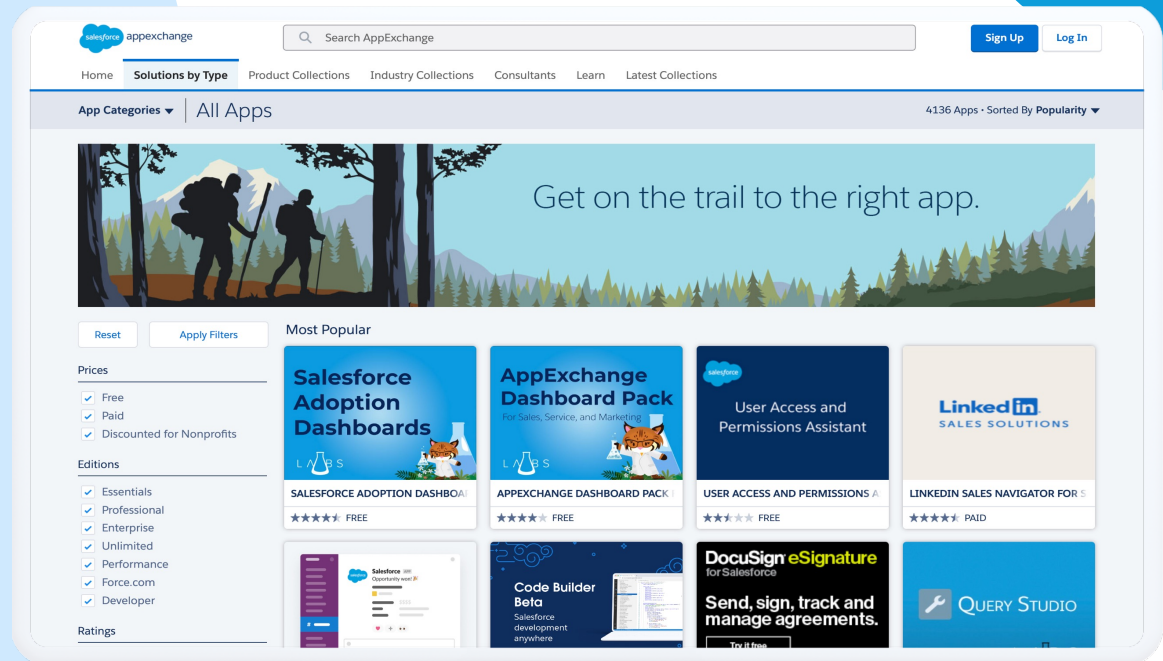 salesforce appexchange
Search AppExchange
Sign Up
Log In
Home Solutions by Type Product Collections Industry Collections Consultants Learn Latest Collections
App Categories All Apps
4136 Apps • Sorted By Popularity
Get on the trail to the right app.
Reset
Apply Filters
Prices
Free
Paid
Discounted for Nonprofits
Editions
Essentials
Professional
Enterprise
Unlimited
Performance
Force.com
Developer
Ratings
Most Popular
Salesforce
Adoption
Dashboards
LABS
SALESFORCE ADOPTION DASHBOA
FREE
AppExchange
Dashboard Pack
For Sales, Service, and Marketing
LABS
APPEXCHANGE DASHBOARD PACK
FREE
salesforce
User Access and
Permissions Assistant
USER ACCESS AND PERMISSIONS A
FREE
Linked in
SALES SOLUTIONS
LINKEDIN SALES NAVIGATOR FOR S
PAID
Salesforce
Opportunity won!
Code Builder
Beta
Salesforce
development
anywhere
DocuSign eSignature
for Salesforce
Send, sign, track and
manage agreements.
Try it free
QUERY STUDIO